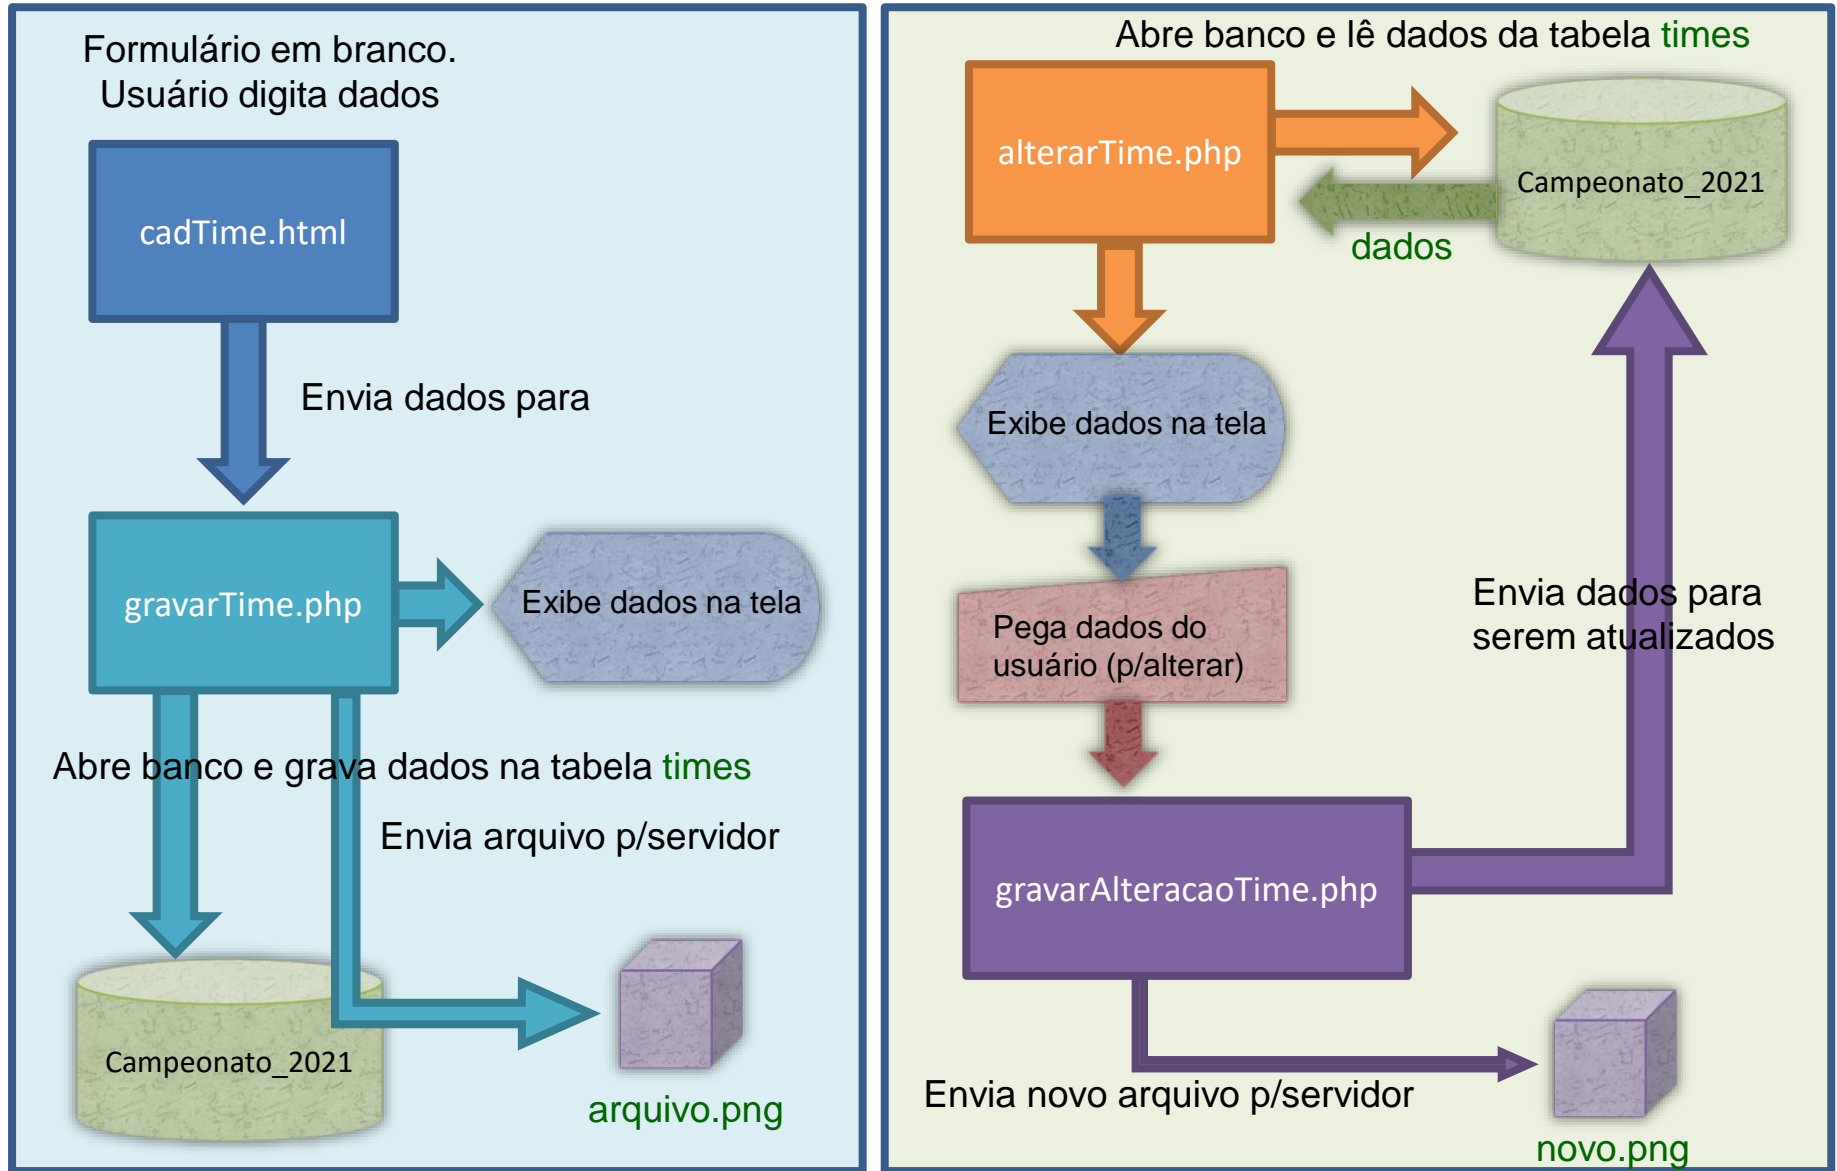 Formulário em branco.
Usuário digita dados
cadTime.html
Envia dados para
gravarTime.php
Exibe dados na tela
Abre banco e grava dados na tabela times
Envia arquivo p/servidor
Campeonato_2021
arquivo.png
Abre banco e lê dados da tabela times
alterarTime.php
Campeonato_2021
dados
Exibe dados na tela
Pega dados do
usuário (p/alterar)
Envia dados para
serem atualizados
gravarAlteracaoTime.php
Envia novo arquivo p/servidor
novo.png